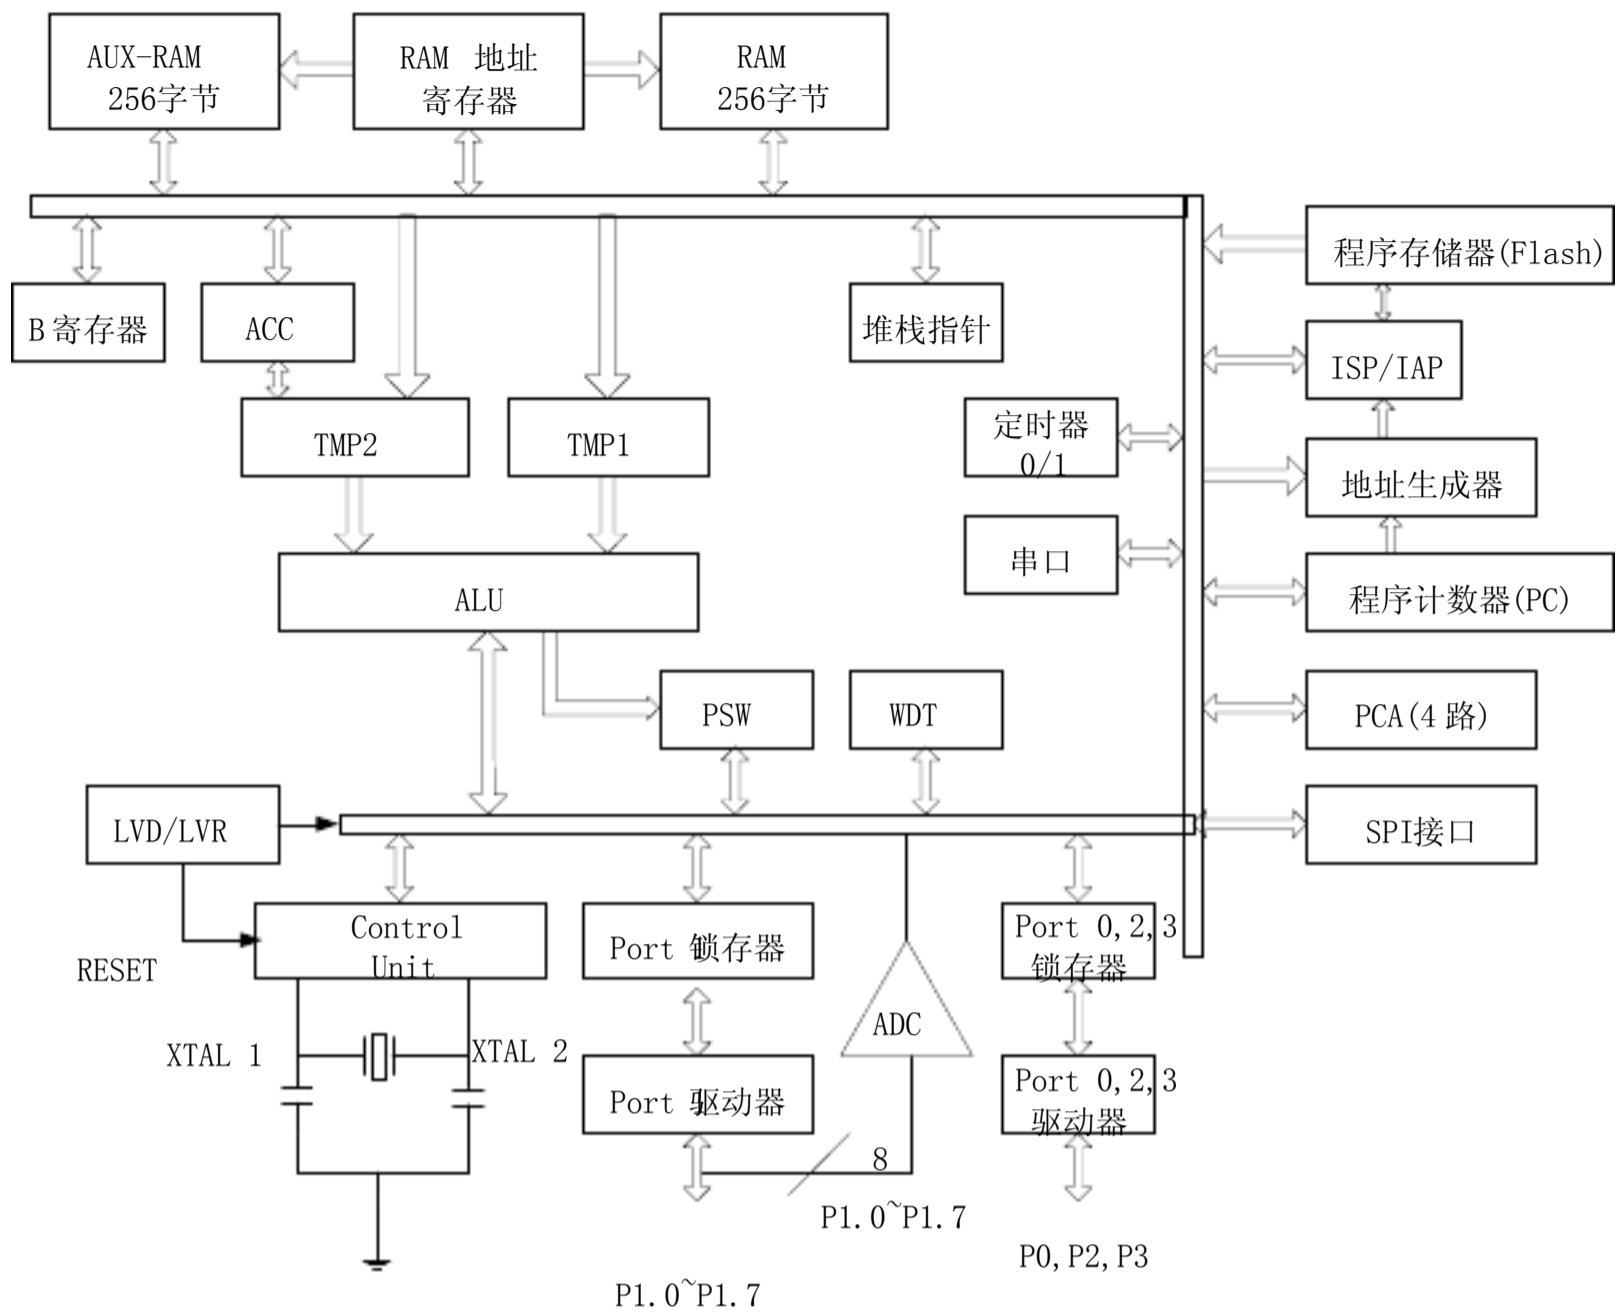 AUX-RAM
256字节
RAM 地址
寄存器
RAM
256字节
程序存储器(Flash)
B 寄存器
ACC
堆栈指针
ISP/IAP
TMP2
TMP1
定时器
0/1
地址生成器
串口
ALU
程序计数器(PC)
PSW
WDT
PCA(4 路)
LVD/LVR
SPI接口
Control
Unit
Port 锁存器
Port 0,2,3
锁存器
RESET
ADC
XTAL 1
XTAL 2
Port 驱动器
Port 0,2,3
驱动器
8
P1.0~P1.7
P0,P2,P3
P1.0~P1.7